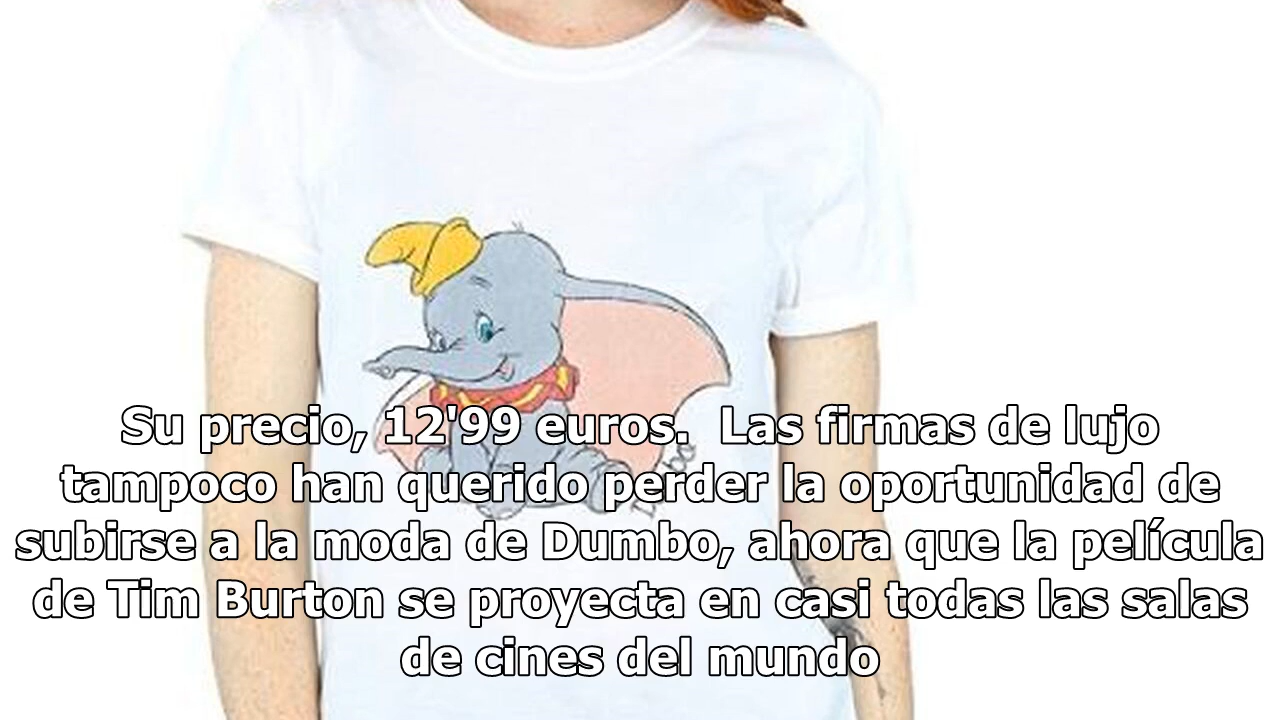 Su precio, 12'99 euros.  Las firmas de lujo
tampoco han querido perder la oportunidad de
subirse a la moda de Dumbo, ahora que la película
de Tim Burton se proyecta en casi todas las salas
de cines del mundo